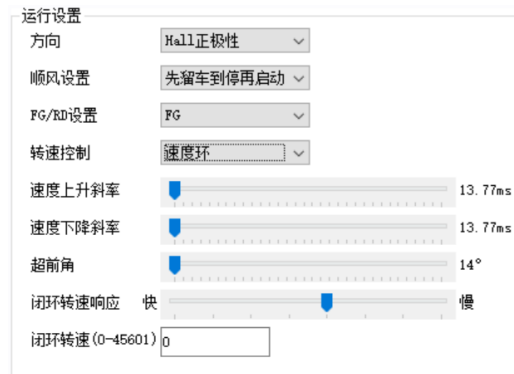 运行设置
方向 Hall正极性
顺风设置 先溜车到停再启动
FG/RD设置 FG
转速控制 速度环
速度上升斜率 13.77ms
速度下降斜率 13.77ms
超前角 14°
闭环转速响应 快 慢
闭环转速(0-45601) 0